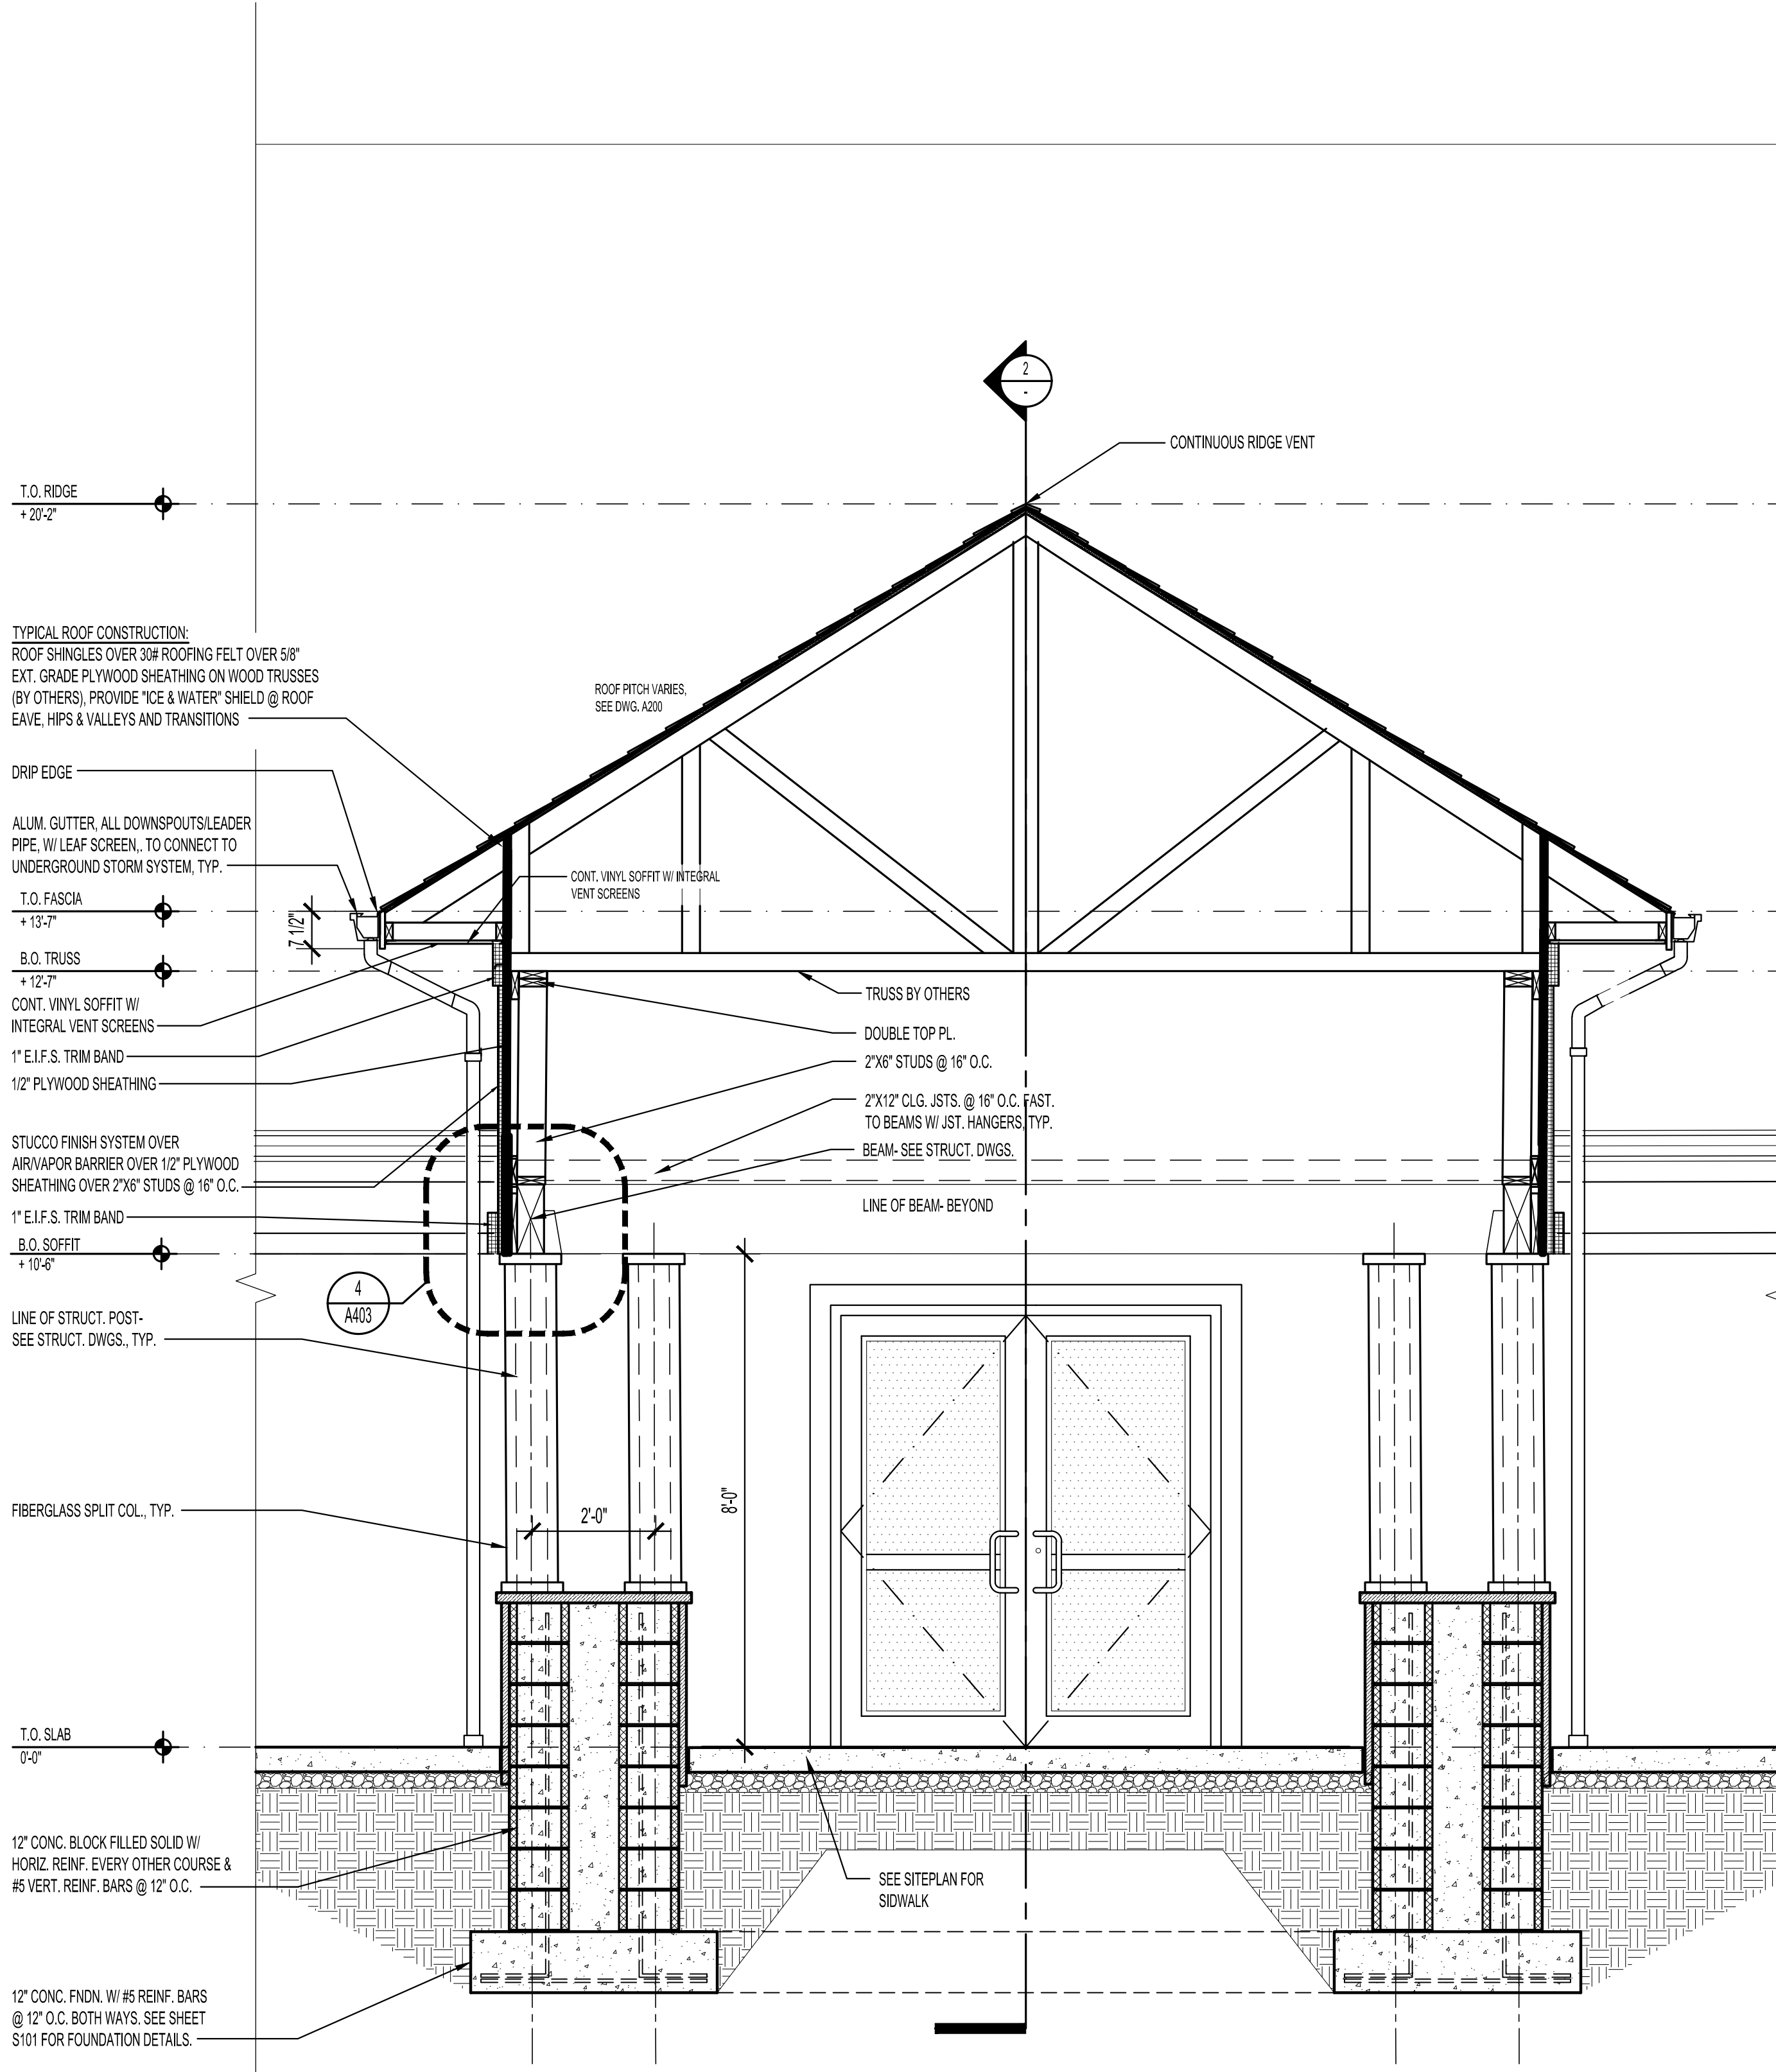 2
-
CONTINUOUS RIDGE VENT
T.O. RIDGE
+ 20'-2"
TYPICAL ROOF CONSTRUCTION:
ROOF SHINGLES OVER 30# ROOFING FELT OVER 5/8"
EXT. GRADE PLYWOOD SHEATHING ON WOOD TRUSSES
(BY OTHERS), PROVIDE "ICE & WATER" SHIELD @ ROOF
EAVE, HIPS & VALLEYS AND TRANSITIONS
ROOF PITCH VARIES,
SEE DWG. A200
DRIP EDGE
ALUM. GUTTER, ALL DOWNSPOUTS/LEADER
PIPE, W/ LEAF SCREEN,. TO CONNECT TO
UNDERGROUND STORM SYSTEM, TYP.
CONT. VINYL SOFFIT W/ INTEGRAL
VENT SCREENS
T.O. FASCIA
+ 13'-7"
7 1/2"
B.O. TRUSS
+ 12'-7"
CONT. VINYL SOFFIT W/
INTEGRAL VENT SCREENS
1" E.I.F.S. TRIM BAND
1/2" PLYWOOD SHEATHING
TRUSS BY OTHERS
DOUBLE TOP PL.
2"X6" STUDS @ 16" O.C.
2"X12" CLG. JSTS. @ 16" O.C. FAST.
TO BEAMS W/ JST. HANGERS, TYP.
BEAM- SEE STRUCT. DWGS.
LINE OF BEAM- BEYOND
STUCCO FINISH SYSTEM OVER
AIR/VAPOR BARRIER OVER 1/2" PLYWOOD
SHEATHING OVER 2"X6" STUDS @ 16" O.C.
1" E.I.F.S. TRIM BAND
B.O. SOFFIT
+ 10'-6"
4
A403
LINE OF STRUCT. POST-
SEE STRUCT. DWGS., TYP.
FIBERGLASS SPLIT COL., TYP.
2'-0"
8'-0"
T.O. SLAB
0'-0"
12" CONC. BLOCK FILLED SOLID W/
HORIZ. REINF. EVERY OTHER COURSE &
#5 VERT. REINF. BARS @ 12" O.C.
SEE SITEPLAN FOR
SIDWALK
12" CONC. FNDN. W/ #5 REINF. BARS
@ 12" O.C. BOTH WAYS. SEE SHEET
S101 FOR FOUNDATION DETAILS.